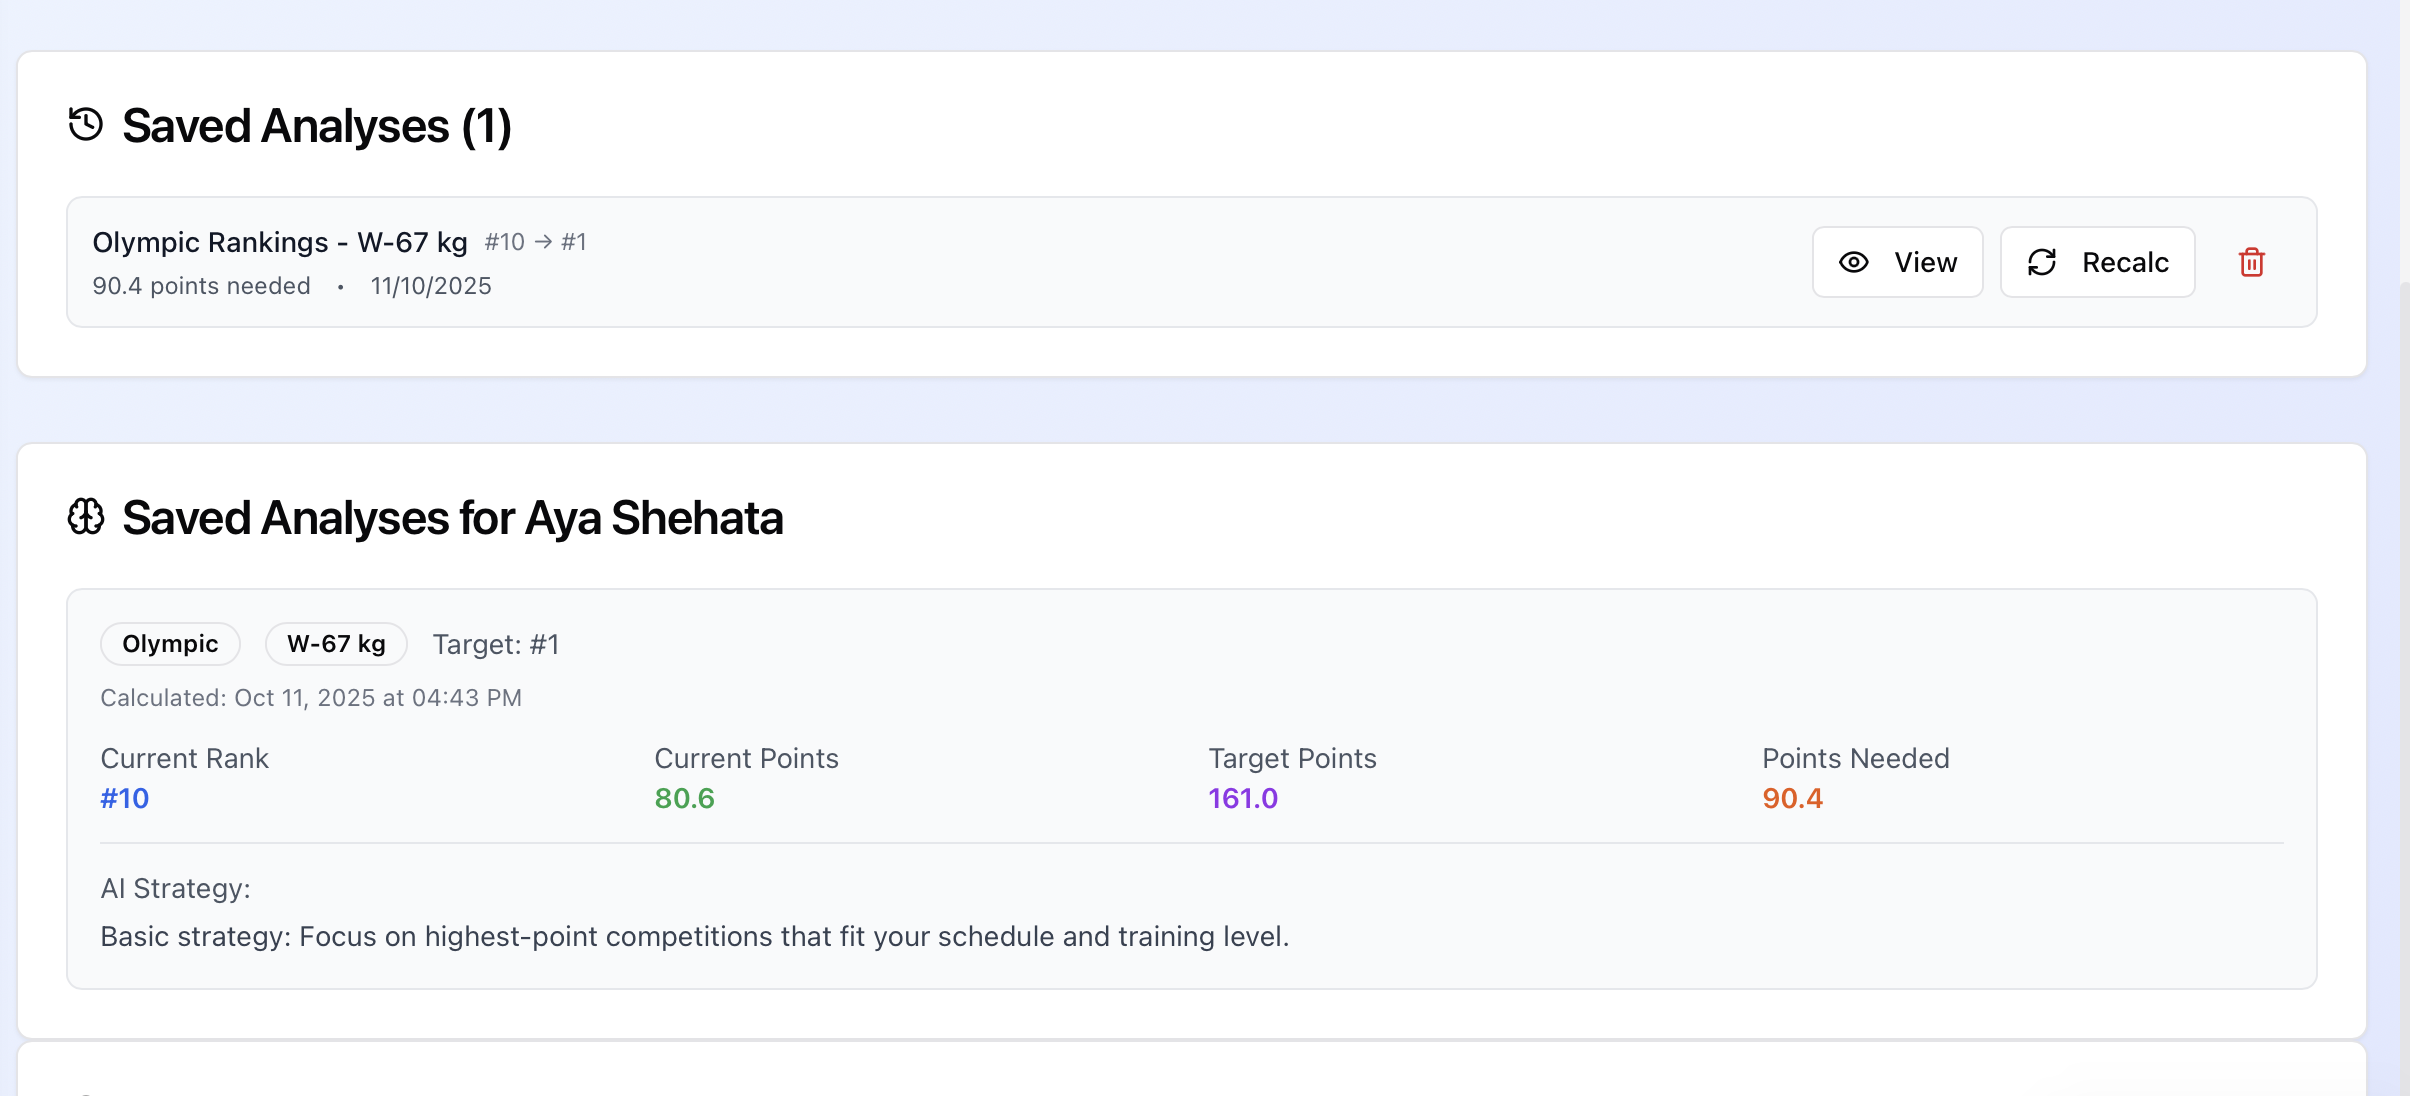 Saved Analyses (1)
Olympic Rankings - W-67 kg #10 → #1
90.4 points needed • 11/10/2025
View
Recalc
Saved Analyses for Aya Shehata
Olympic W-67 kg Target: #1
Calculated: Oct 11, 2025 at 04:43 PM
Current Rank Current Points Target Points Points Needed
#10 80.6 161.0 90.4
AI Strategy:
Basic strategy: Focus on highest-point competitions that fit your schedule and training level.